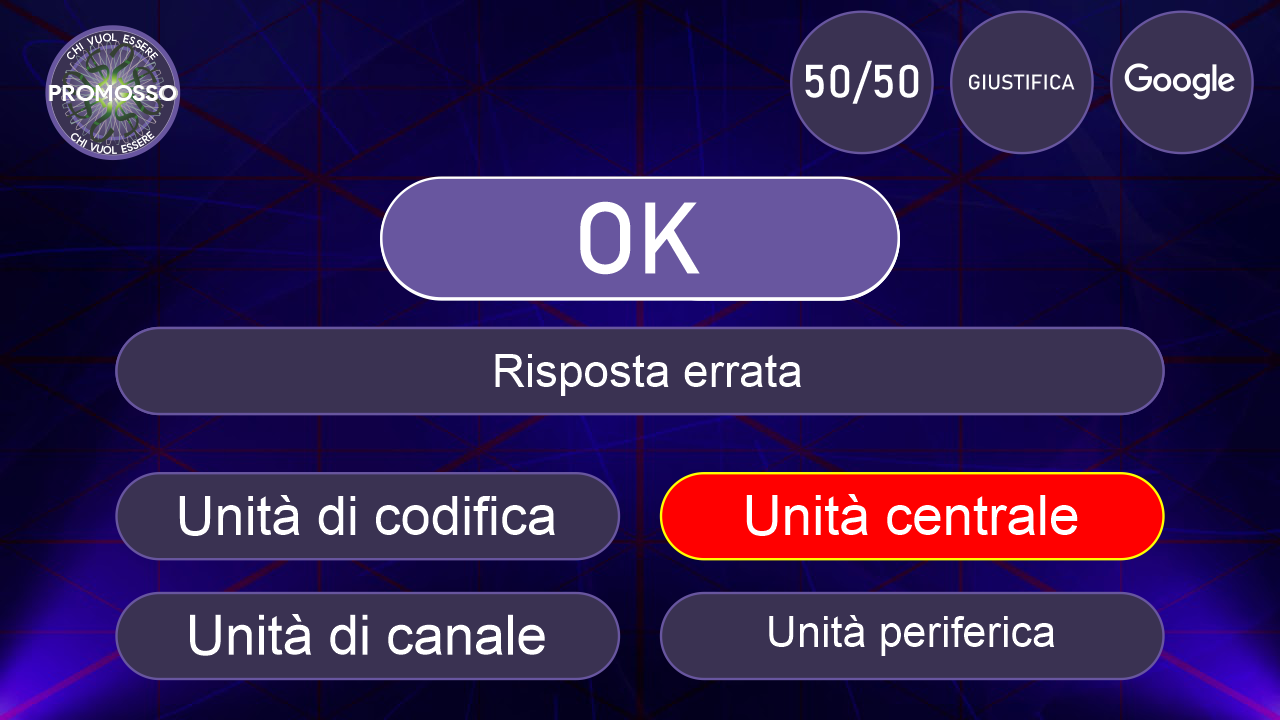 CHI VUOL ESSERE
PROMOSSO
CHI VUOL ESSERE
50/50
GIUSTIFICA
Google
OK
Risposta errata
Unità di codifica
Unità centrale
Unità di canale
Unità periferica